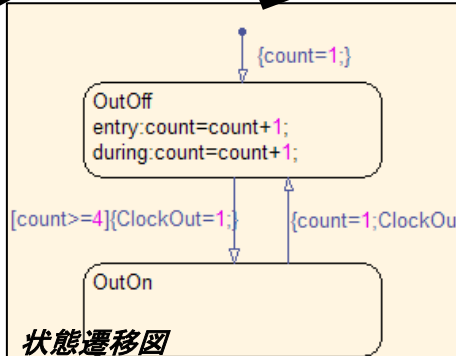 {count=1;}
OutOff
entry:count=count+1;
during:count=count+1;
[count>=4]{ClockOut=1;}
{count=1;ClockOu
OutOn
状態遷移図